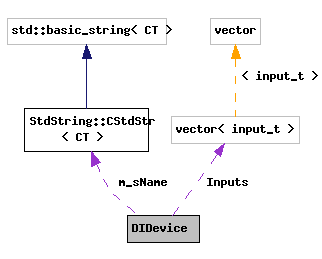 std::basic_string< CT >
vector
< input_t >
StdString::CStdStr
< CT >
vector< input_t >
m_sName
Inputs
DIDevice